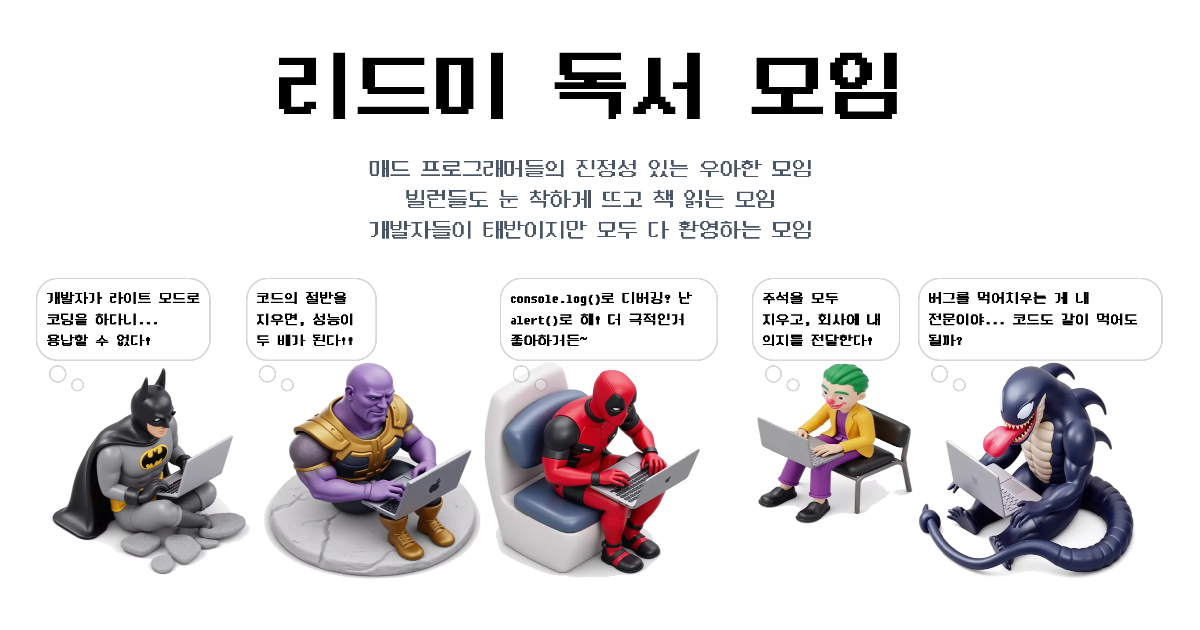 리드미 독서 모임
매드 프로그래머들의 진정성 있는 우아한 모임
빌런들도 눈 착하게 뜨고 책 읽는 모임
개발자들이 태반이지만 모두 다 환영하는 모임
개발자가 라이트 모드로
코딩을 하다니...
용납할 수 없다!
코드의 절반을
지우면, 성능이
두 배가 된다!!
console.log()로 디버깅? 난
alert()로 해! 더 극적인거
좋아하거든~
주석을 모두
지우고, 회사에 내
의지를 전달한다!
버그를 먹어치우는 게 내
전문이야... 코드도 같이 먹어도
될까?